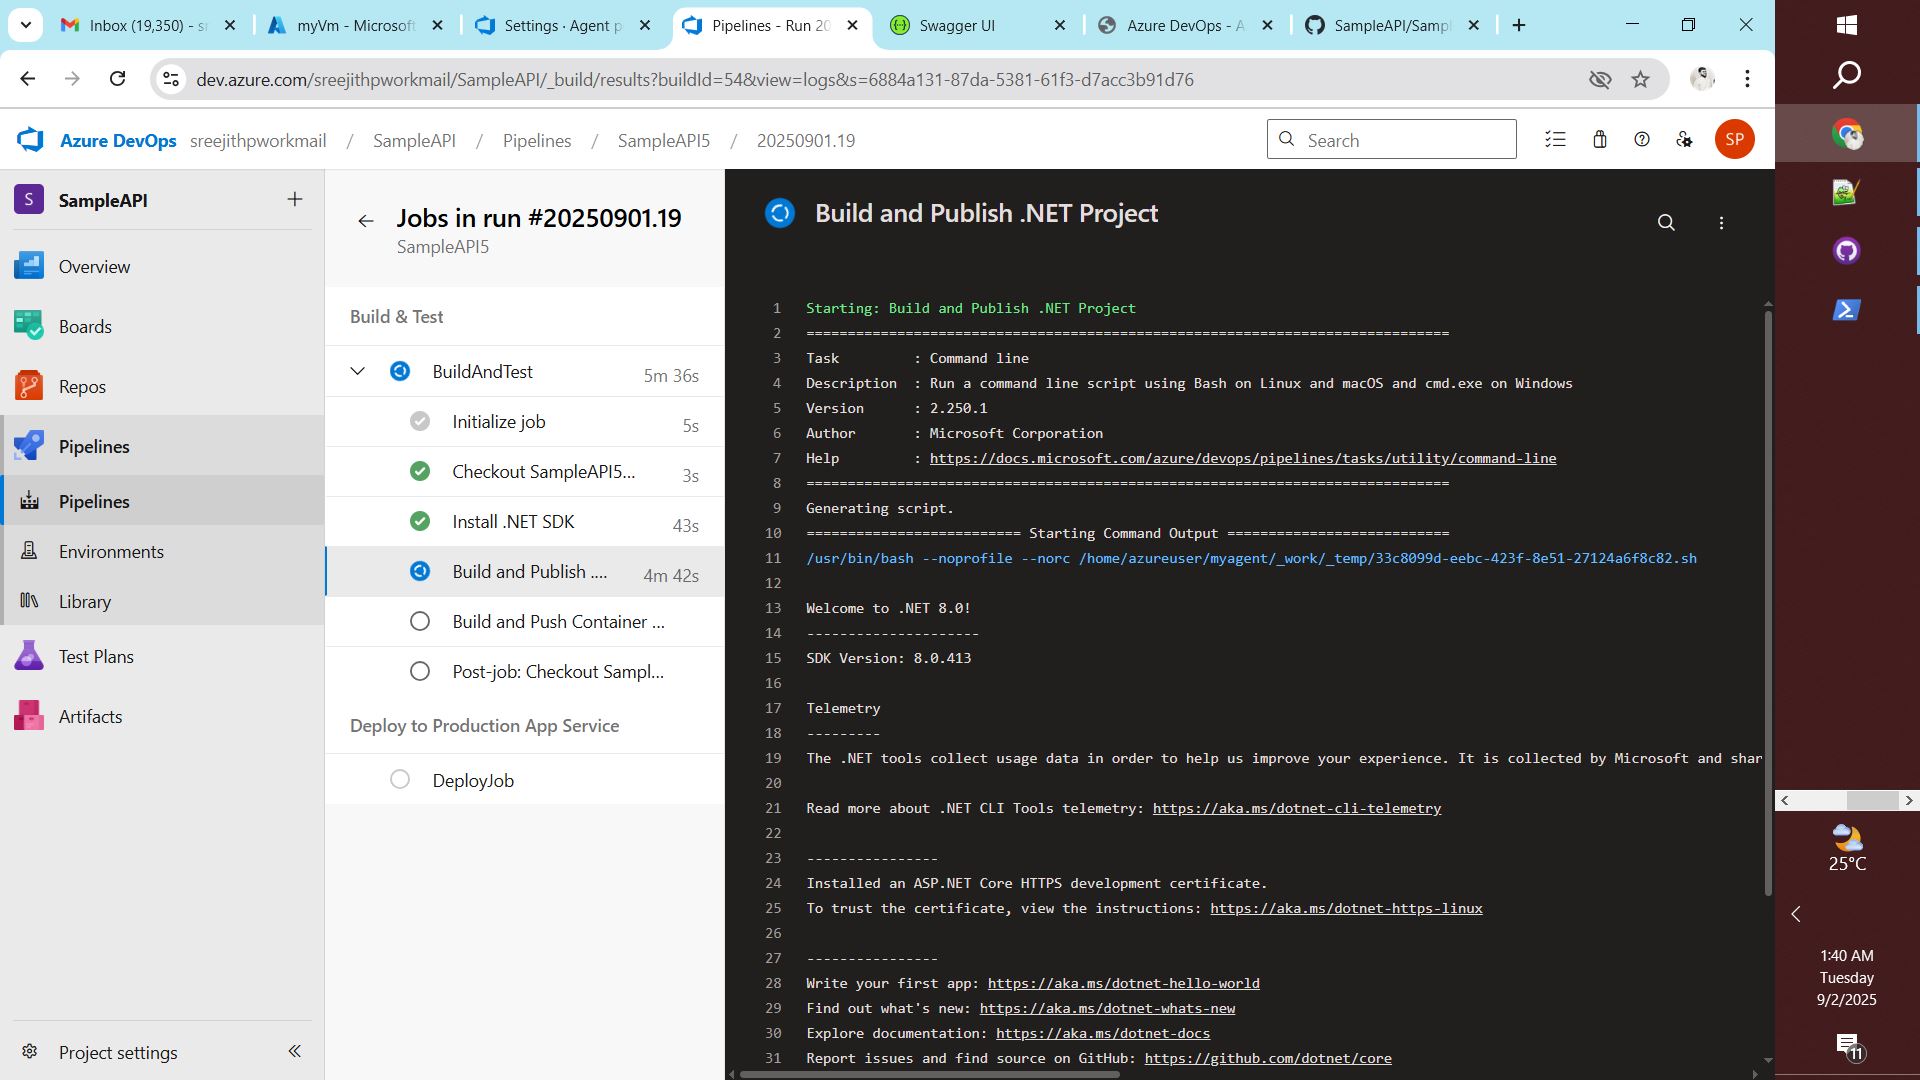 Inbox (19,350) - sr
myVm - Microsoft
Settings · Agent p
Pipelines - Run 20
Swagger UI
Azure DevOps - A
SampleAPI/Sampl
dev.azure.com/sreejithpworkmail/SampleAPI/_build/results?buildId=54&view=logs&s=6884a131-87da-5381-61f3-d7acc3b91d76
Azure DevOps sreejithpworkmail / SampleAPI / Pipelines / SampleAPI5 / 20250901.19
Search
SP
S SampleAPI
Overview
Boards
Repos
Pipelines
Pipelines
Environments
Library
Test Plans
Artifacts
Project settings
Jobs in run #20250901.19
SampleAPI5
Build & Test
BuildAndTest 5m 36s
Initialize job 5s
Checkout SampleAPI5... 3s
Install .NET SDK 43s
Build and Publish .... 4m 42s
Build and Push Container ...
Post-job: Checkout Sampl...
Deploy to Production App Service
DeployJob
Build and Publish .NET Project
1 Starting: Build and Publish .NET Project
2 ==============================================================================
3 Task         : Command line
4 Description  : Run a command line script using Bash on Linux and macOS and cmd.exe on Windows
5 Version      : 2.250.1
6 Author       : Microsoft Corporation
7 Help         : https://docs.microsoft.com/azure/devops/pipelines/tasks/utility/command-line
8 ==============================================================================
9 Generating script.
10 ========================== Starting Command Output ===========================
11 /usr/bin/bash --noprofile --norc /home/azureuser/myagent/_work/_temp/33c8099d-eebc-423f-8e51-27124a6f8c82.sh
12
13 Welcome to .NET 8.0!
14 ---------------------
15 SDK Version: 8.0.413
16
17 Telemetry
18 ---------
19 The .NET tools collect usage data in order to help us improve your experience. It is collected by Microsoft and shar
20
21 Read more about .NET CLI Tools telemetry: https://aka.ms/dotnet-cli-telemetry
22
23 ----------------
24 Installed an ASP.NET Core HTTPS development certificate.
25 To trust the certificate, view the instructions: https://aka.ms/dotnet-https-linux
26
27 ----------------
28 Write your first app: https://aka.ms/dotnet-hello-world
29 Find out what's new: https://aka.ms/dotnet-whats-new
30 Explore documentation: https://aka.ms/dotnet-docs
31 Report issues and find source on GitHub: https://github.com/dotnet/core
25°C
1:40 AM
Tuesday
9/2/2025
11